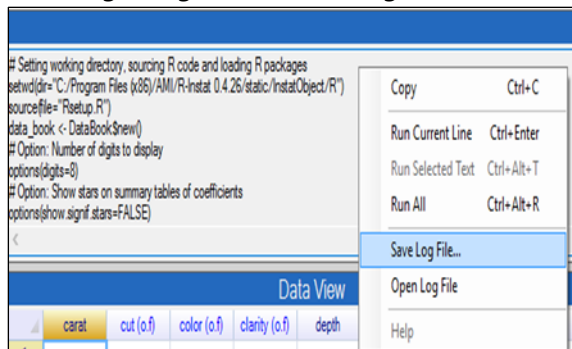 # Setting working directory, sourcing R code and loading R packages
setwd(dir="C:/Program Files (x86)/AMI/R-Instat 0.4.26/static/InstatObject/R")
source(file="Rsetup.R")
data_book <- DataBook$new()
# Option: Number of digits to display
options(digits=8)
# Option: Show stars on summary tables of coefficients
options(show.signif.stars=FALSE)
Copy Ctrl+C
Run Current Line Ctrl+Enter
Run Selected Text Ctrl+Alt+T
Run All Ctrl+Alt+R
Save Log File...
Open Log File
Help
Data View
carat cut (o.f) color (o.f) clarity (o.f) depth